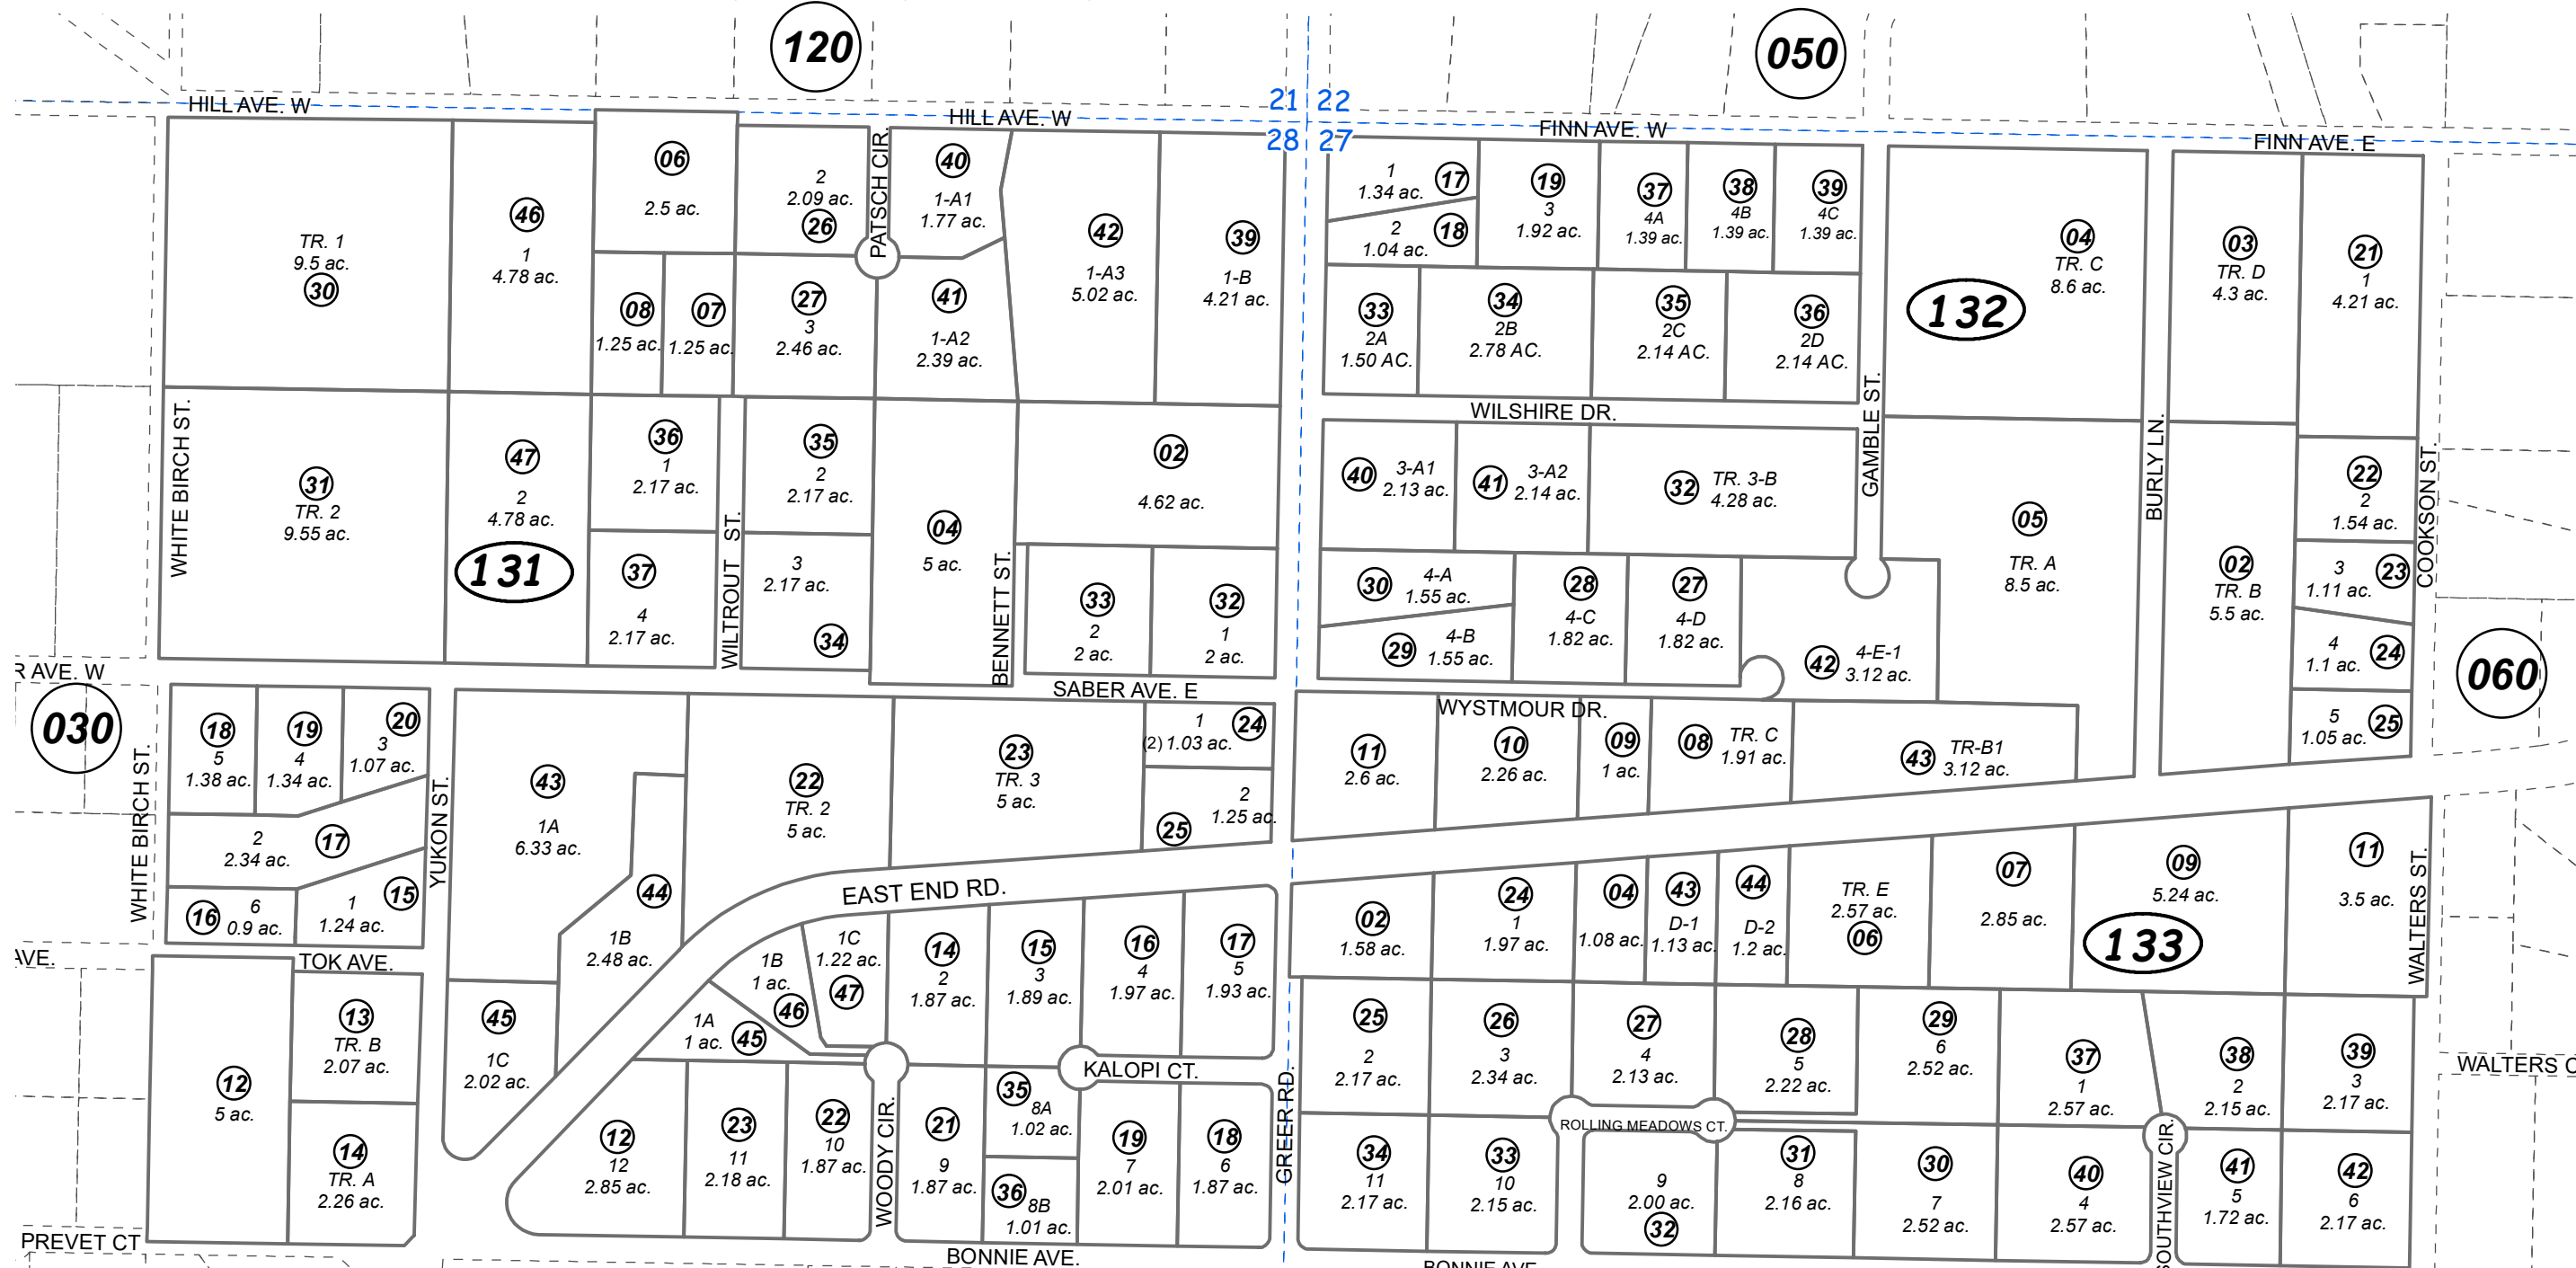 120
050
HILL AVE. W
HILL AVE. W
21 22
28 27
FINN AVE. W
FINN AVE. E
TR. 1
9.5 ac.
30
46
1
4.78 ac.
06
2.5 ac.
2
2.09 ac.
26
PATSCH CIR.
40
1-A1
1.77 ac.
42
1-A3
5.02 ac.
39
1-B
4.21 ac.
08
1.25 ac.
07
1.25 ac.
27
3
2.46 ac.
41
1-A2
2.39 ac.
1
1.34 ac.
17
2
1.04 ac.
18
19
3
1.92 ac.
37
4A
1.39 ac.
38
4B
1.39 ac.
39
4C
1.39 ac.
33
2A
1.50 AC.
34
2B
2.78 AC.
35
2C
2.14 AC.
36
2D
2.14 AC.
04
TR. C
8.6 ac.
132
03
TR. D
4.3 ac.
21
1
4.21 ac.
WHITE BIRCH ST.
31
TR. 2
9.55 ac.
47
2
4.78 ac.
131
36
1
2.17 ac.
37
4
2.17 ac.
WILTROUT ST.
35
2
2.17 ac.
3
2.17 ac.
34
04
5 ac.
BENNETT ST.
02
4.62 ac.
33
2
2 ac.
32
1
2 ac.
WILSHIRE DR.
GAMBLE ST.
40
3-A1
2.13 ac.
41
3-A2
2.14 ac.
32
TR. 3-B
4.28 ac.
30
4-A
1.55 ac.
29
4-B
1.55 ac.
28
4-C
1.82 ac.
27
4-D
1.82 ac.
42
4-E-1
3.12 ac.
05
TR. A
8.5 ac.
BURLY LN.
02
TR. B
5.5 ac.
22
2
1.54 ac.
COOKSON ST.
3
1.11 ac.
23
4
1.1 ac.
24
5
1.05 ac.
25
060
R AVE. W
030
SABER AVE. E
WYSTMOUR DR.
WHITE BIRCH ST.
18
5
1.38 ac.
19
4
1.34 ac.
20
3
1.07 ac.
2
2.34 ac.
17
16
6
0.9 ac.
1
1.24 ac.
15
YUKON ST.
43
1A
6.33 ac.
44
1B
2.48 ac.
22
TR. 2
5 ac.
23
TR. 3
5 ac.
1
(2) 1.03 ac.
24
2
1.25 ac.
25
11
2.6 ac.
10
2.26 ac.
09
1 ac.
08
TR. C
1.91 ac.
43
TR-B1
3.12 ac.
EAST END RD.
AVE.
TOK AVE.
12
5 ac.
13
TR. B
2.07 ac.
14
TR. A
2.26 ac.
45
1C
2.02 ac.
1A
1 ac.
45
1B
1 ac.
46
1C
1.22 ac.
47
14
2
1.87 ac.
15
3
1.89 ac.
16
4
1.97 ac.
17
5
1.93 ac.
KALOPI CT.
12
12
2.85 ac.
23
11
2.18 ac.
22
10
1.87 ac.
WOODY CIR.
21
9
1.87 ac.
35
8A
1.02 ac.
36
8B
1.01 ac.
19
7
2.01 ac.
18
6
1.87 ac.
GREER RD.
02
1.58 ac.
24
1
1.97 ac.
04
1.08 ac.
43
D-1
1.13 ac.
44
D-2
1.2 ac.
TR. E
2.57 ac.
06
07
2.85 ac.
09
5.24 ac.
133
11
3.5 ac.
WALTERS ST.
25
2
2.17 ac.
26
3
2.34 ac.
27
4
2.13 ac.
28
5
2.22 ac.
29
6
2.52 ac.
37
1
2.57 ac.
38
2
2.15 ac.
39
3
2.17 ac.
WALTERS C
ROLLING MEADOWS CT.
34
11
2.17 ac.
33
10
2.15 ac.
9
2.00 ac.
32
31
8
2.16 ac.
30
7
2.52 ac.
40
4
2.57 ac.
SOUTHVIEW CIR.
41
5
1.72 ac.
42
6
2.17 ac.
PREVET CT
BONNIE AVE.
BONNIE AVE